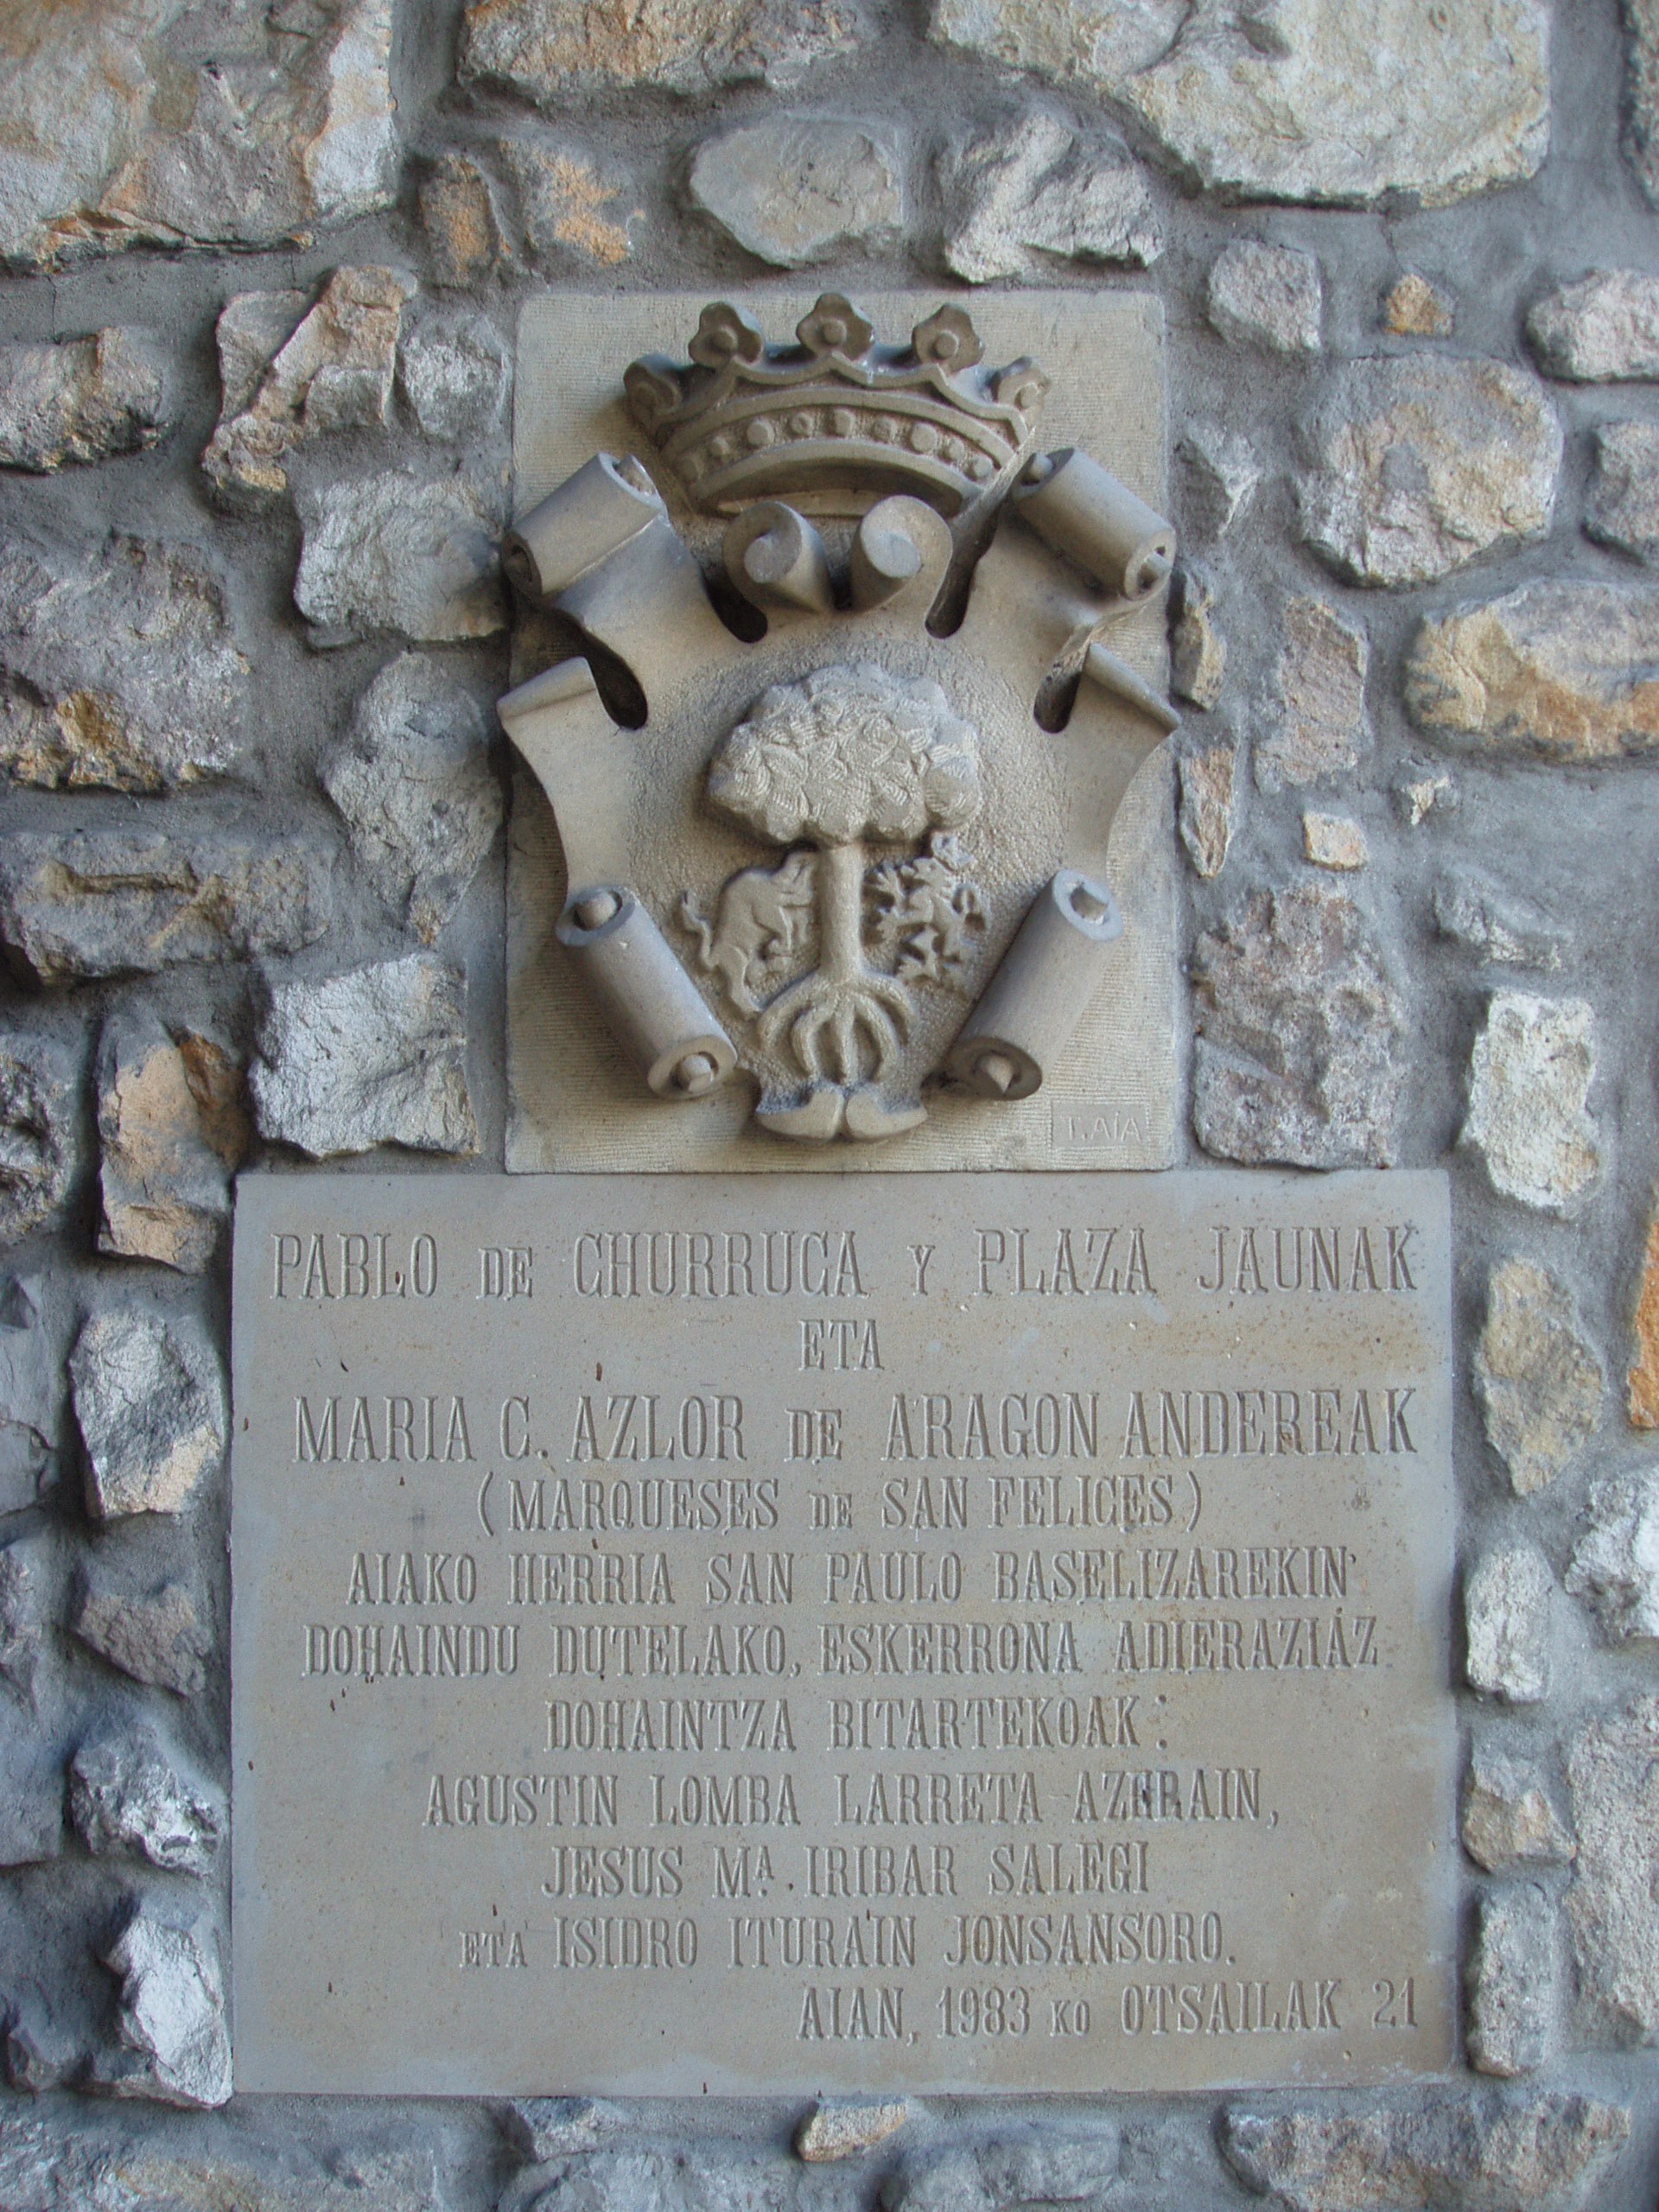 I. AIA
PABLO DE CHURRUCA Y PLAZA JAUNAK
ETA
MARIA C. AZLOR DE ARAGON ANDEREAK
(MARQUESES DE SAN FELICES)
AIAKO HERRIA SAN PAULO BASELIZAREKIN
DOHAINDU DUTELAKO, ESKERRONA ADIERAZIÁZ
DOHAINTZA BITARTEKOAK:
AGUSTIN LOMBA LARRETA-AZERAIN,
JESUS Mª. IRIBAR SALEGI
ETA ISIDRO ITURAIN JONSANSORO.
AIAN, 1983 KO OTSAILAK 21